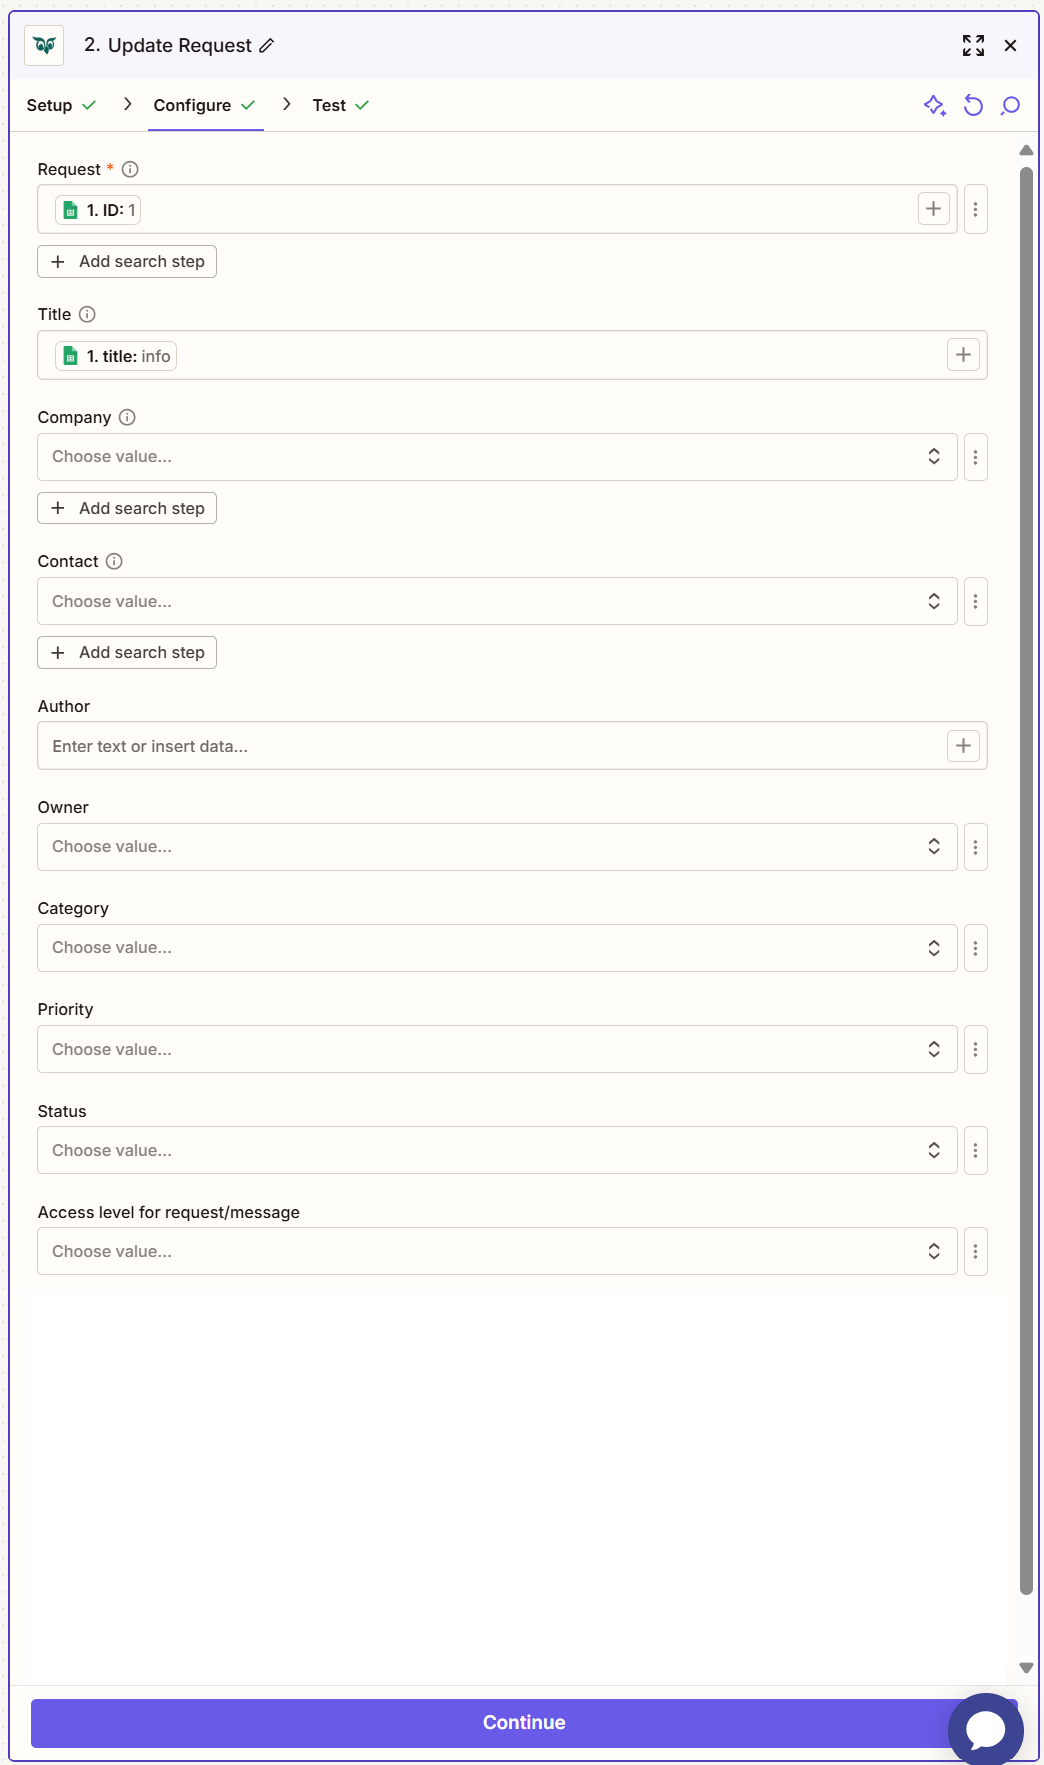 2. Update Request
Setup
Configure
Test
Request *
1. ID: 1
Add search step
Title
1. title: info
Company
Choose value...
Add search step
Contact
Choose value...
Add search step
Author
Enter text or insert data...
Owner
Choose value...
Category
Choose value...
Priority
Choose value...
Status
Choose value...
Access level for request/message
Choose value...
Continue